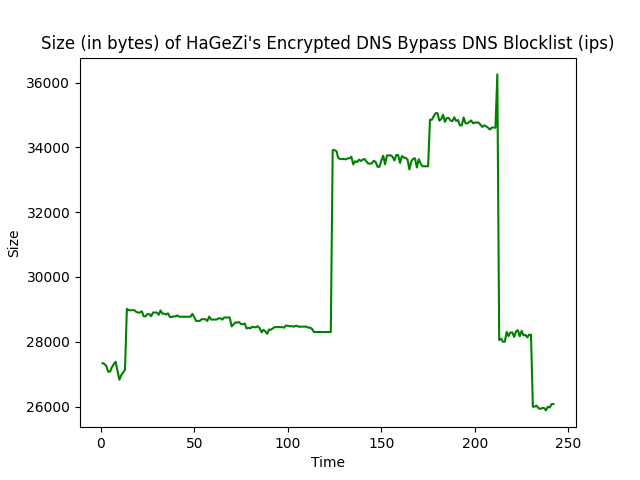 Size (in bytes) of HaGeZi's Encrypted DNS Bypass DNS Blocklist (ips)
36000
34000
32000
30000
28000
26000
Size
0 50 100 150 200 250
Time